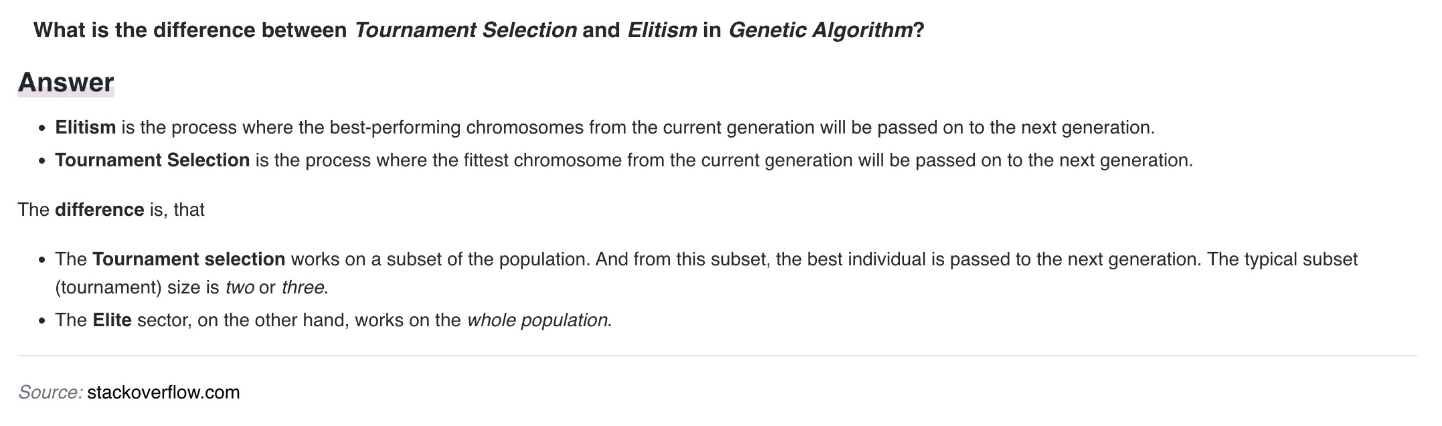 What is the difference between Tournament Selection and Elitism in Genetic Algorithm?
Answer
• Elitism is the process where the best-performing chromosomes from the current generation will be passed on to the next generation.
• Tournament Selection is the process where the fittest chromosome from the current generation will be passed on to the next generation.
The difference is, that
• The Tournament selection works on a subset of the population. And from this subset, the best individual is passed to the next generation. The typical subset
(tournament) size is two or three.
• The Elite sector, on the other hand, works on the whole population.
Source: stackoverflow.com